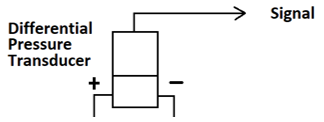 Signal
Differential
Pressure
Transducer
+ −